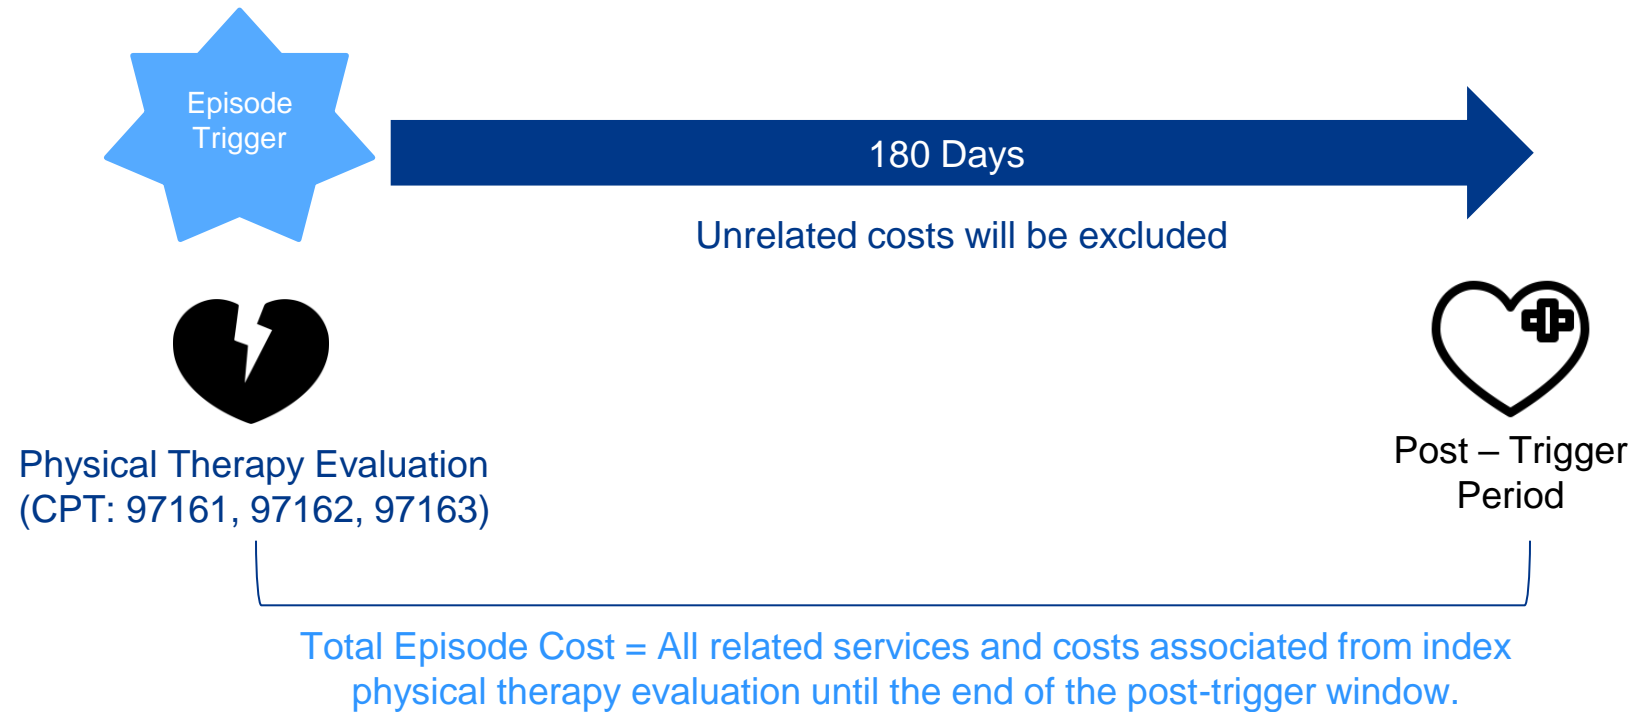 Episode
Trigger
180 Days
Unrelated costs will be excluded
Physical Therapy Evaluation
(CPT: 97161, 97162, 97163)
Post – Trigger
Period
Total Episode Cost = All related services and costs associated from index
physical therapy evaluation until the end of the post-trigger window.